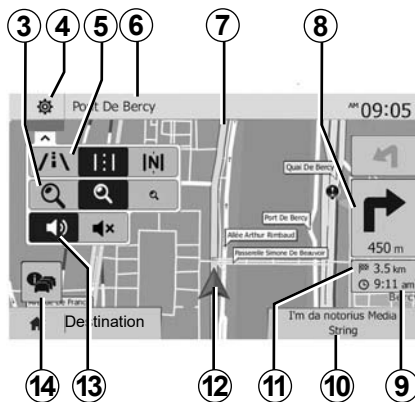 3
4
5
6
7
8
Pont De Bercy
AM 09:05
N
Quai De Bercy
Port De Bercy
Allée Arthur Rimbaud
Passerelle Simone De Beauvoir
450 m
3.5 km
9:11 am
Destination
I'm da notorius Media
String
14
13
12
11
10
9